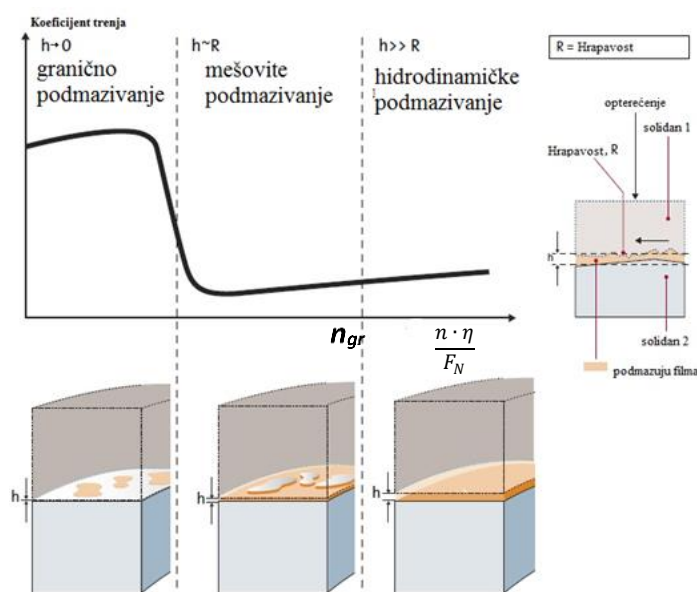 Koeficijent trenja
h→0
granično
podmazivanje
h~R
mešovite
podmazivanje
h>> R
hidrodinamičke
podmazivanje
R = Hrapavost
opterećenje
solidan 1
Hrapavost, R
h
solidan 2
podmazuju filma
n_gr
n · η
F_N
h
h
h